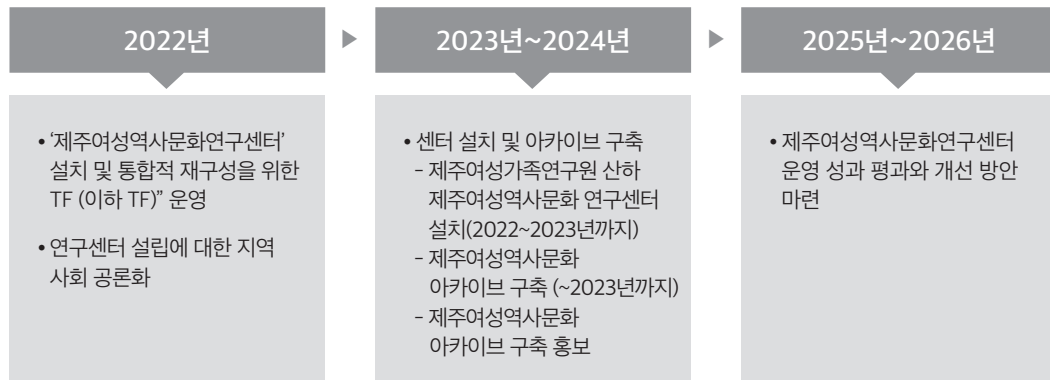 2022년
‘제주여성역사문화연구센터’
설치 및 통합적 재구성을 위한
TF (이하 TF)” 운영
연구센터 설립에 대한 지역
사회 공론화
2023년~2024년
센터 설치 및 아카이브 구축
- 제주여성가족연구원 산하
제주여성역사문화 연구센터
설치(2022~2023년까지)
- 제주여성역사문화
아카이브 구축 (~2023년까지)
- 제주여성역사문화
아카이브 구축 홍보
2025년~2026년
제주여성역사문화연구센터
운영 성과 평가와 개선 방안
마련